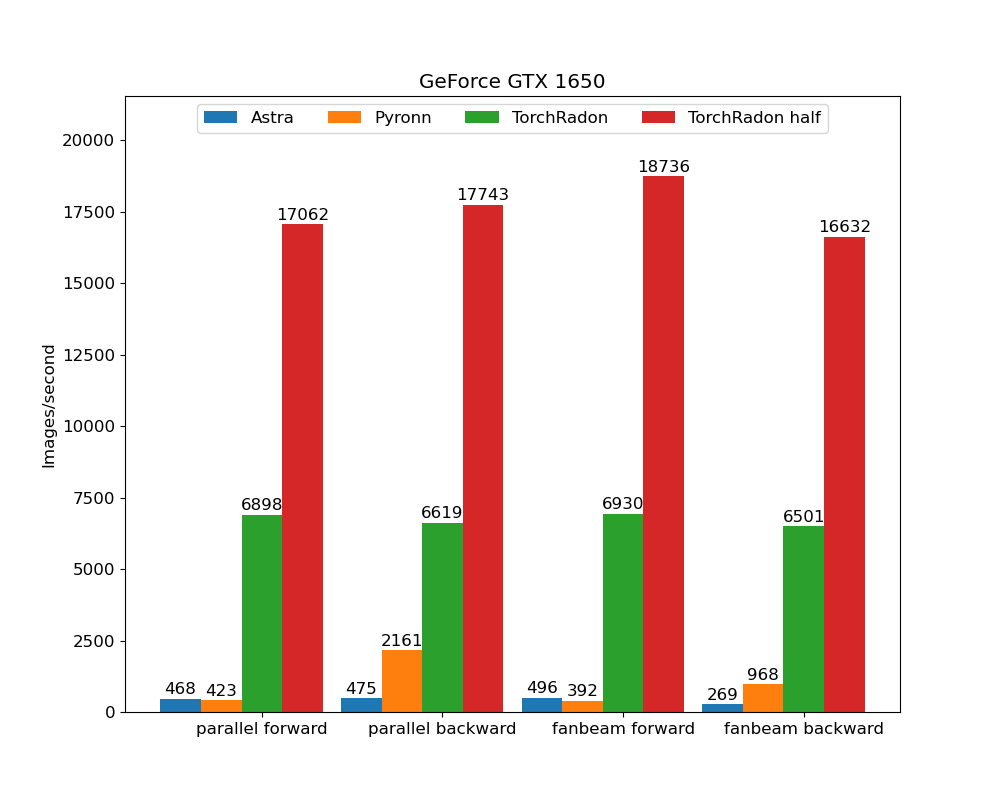 GeForce GTX 1650
Astra Pyronn TorchRadon TorchRadon half
Images/second
20000
17500
15000
12500
10000
7500
5000
2500
0
468 423 6898 17062
475 2161 6619 17743
496 392 6930 18736
269 968 6501 16632
parallel forward parallel backward fanbeam forward fanbeam backward